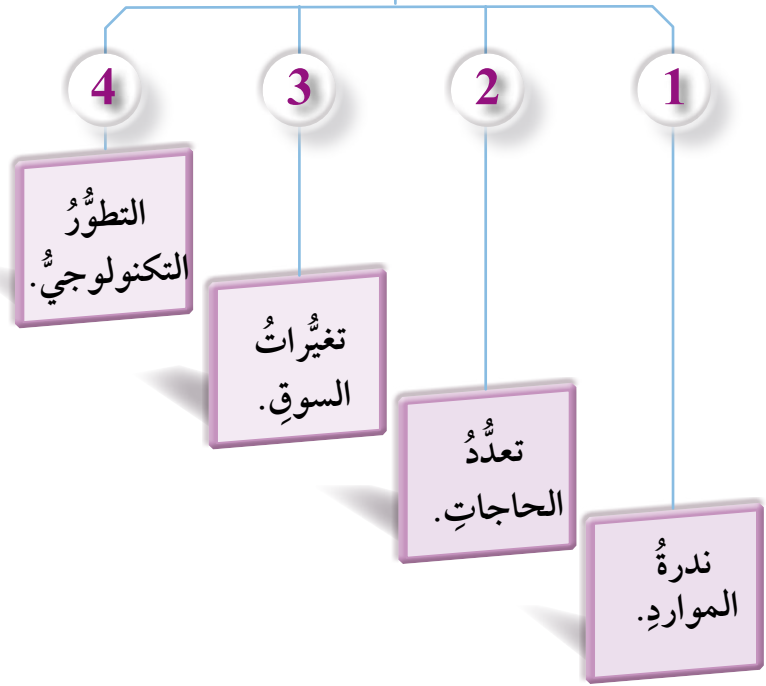 1
ندرةُ
المواردِ.
2
تعدُّدُ
الحاجاتِ.
3
تغيُّراتُ
السوقِ.
4
التطوُّرُ
التكنولوجيُّ.